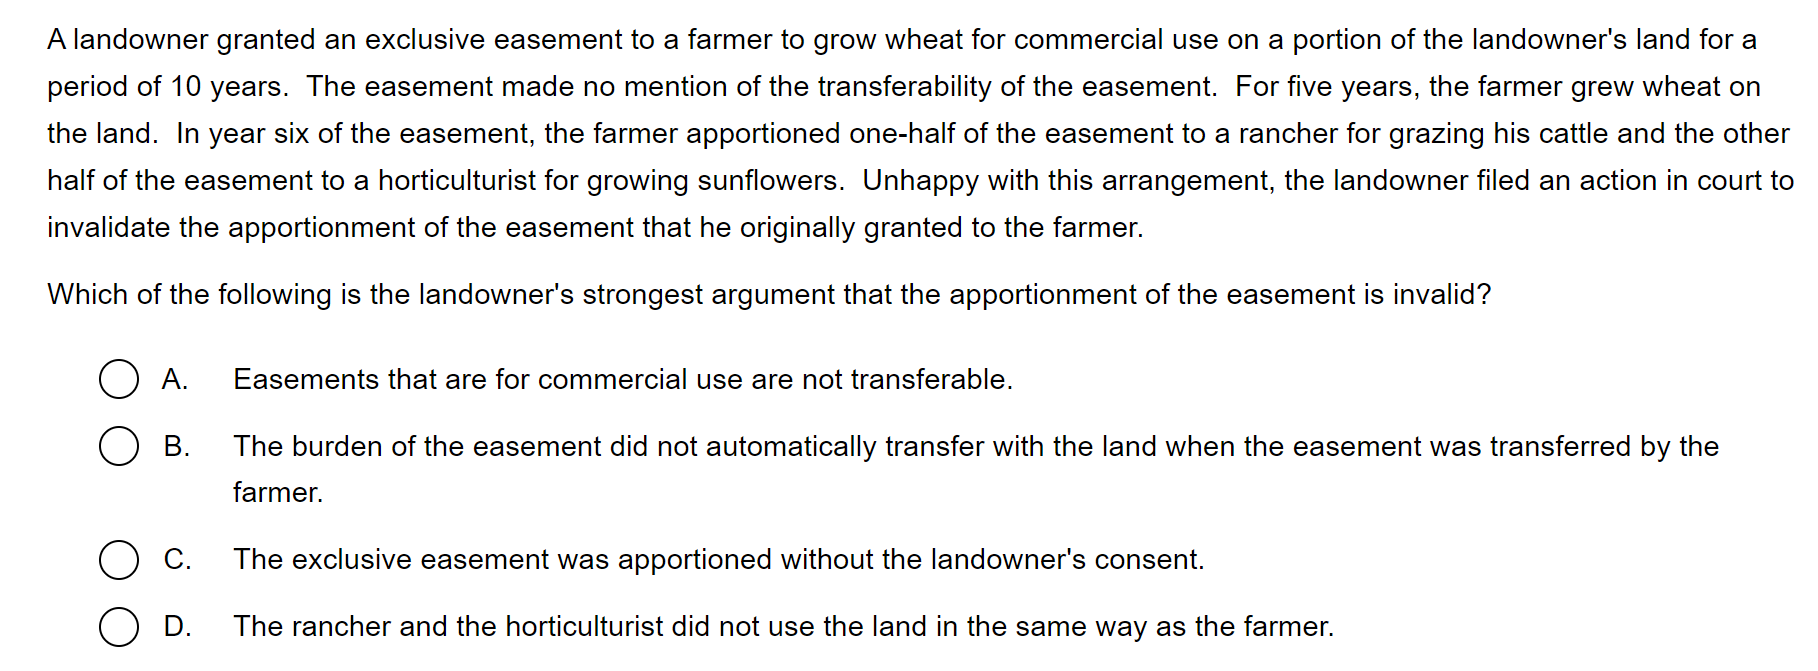 A landowner granted an exclusive easement to a farmer to grow wheat for commercial use on a portion of the landowner's land for a
period of 10 years.  The easement made no mention of the transferability of the easement.  For five years, the farmer grew wheat on
the land.  In year six of the easement, the farmer apportioned one-half of the easement to a rancher for grazing his cattle and the other
half of the easement to a horticulturist for growing sunflowers.  Unhappy with this arrangement, the landowner filed an action in court to
invalidate the apportionment of the easement that he originally granted to the farmer.
Which of the following is the landowner's strongest argument that the apportionment of the easement is invalid?
A. Easements that are for commercial use are not transferable.
B. The burden of the easement did not automatically transfer with the land when the easement was transferred by the
farmer.
C. The exclusive easement was apportioned without the landowner's consent.
D. The rancher and the horticulturist did not use the land in the same way as the farmer.